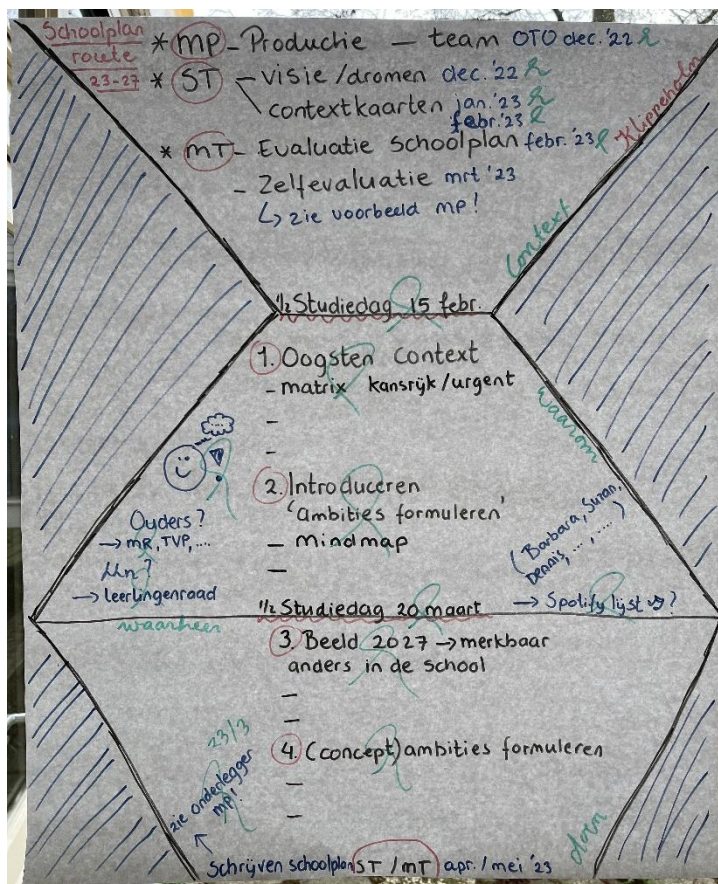 Schoolplan
route
23-27
* MP - Productie - team OTO dec. '22
* ST - visie / dromen dec. '22
contextkaarten jan. '23
febr. '23
* MT - Evaluatie schoolplan febr. '23
- Zelfevaluatie mrt '23
↳ zie voorbeeld MP!
Klipperholm
Context
1/2 Studiedag 15 febr.
1. Oogsten Context
- matrix kansrijk / urgent
-
-
waarom
2. Introduceren
'ambities formuleren'
- Mindmap
-
Ouders?
→ MR, TVP, ....
Lln?
→ leerlingenraad
(Barbara, Suzan,
Dennis, ..., ....)
→ Spotify lijst ?
1/2 Studiedag 20 maart
waarheen
3. Beeld 2027 → merkbaar
anders in de school
-
-
23/3
4. (concept) ambities formuleren
-
-
zie onderlegger
MP!
doen
Schrijven schoolplan ST / MT apr. / mei '23